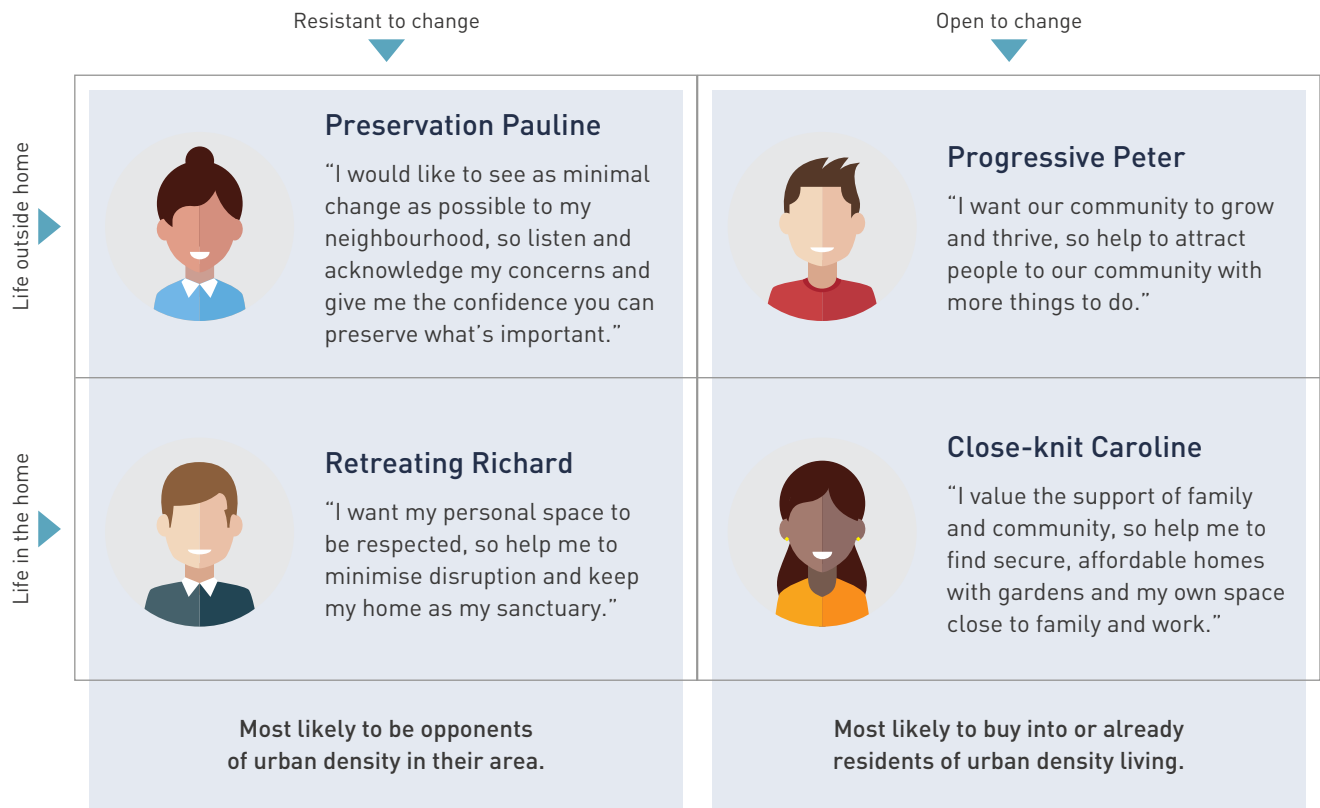 Resistant to change
Open to change
Life outside home
Preservation Pauline
“I would like to see as minimal
change as possible to my
neighbourhood, so listen and
acknowledge my concerns and
give me the confidence you can
preserve what’s important.”
Progressive Peter
“I want our community to grow
and thrive, so help to attract
people to our community with
more things to do.”
Life in the home
Retreating Richard
“I want my personal space to
be respected, so help me to
minimise disruption and keep
my home as my sanctuary.”
Close-knit Caroline
“I value the support of family
and community, so help me to
find secure, affordable homes
with gardens and my own space
close to family and work.”
Most likely to be opponents
of urban density in their area.
Most likely to buy into or already
residents of urban density living.